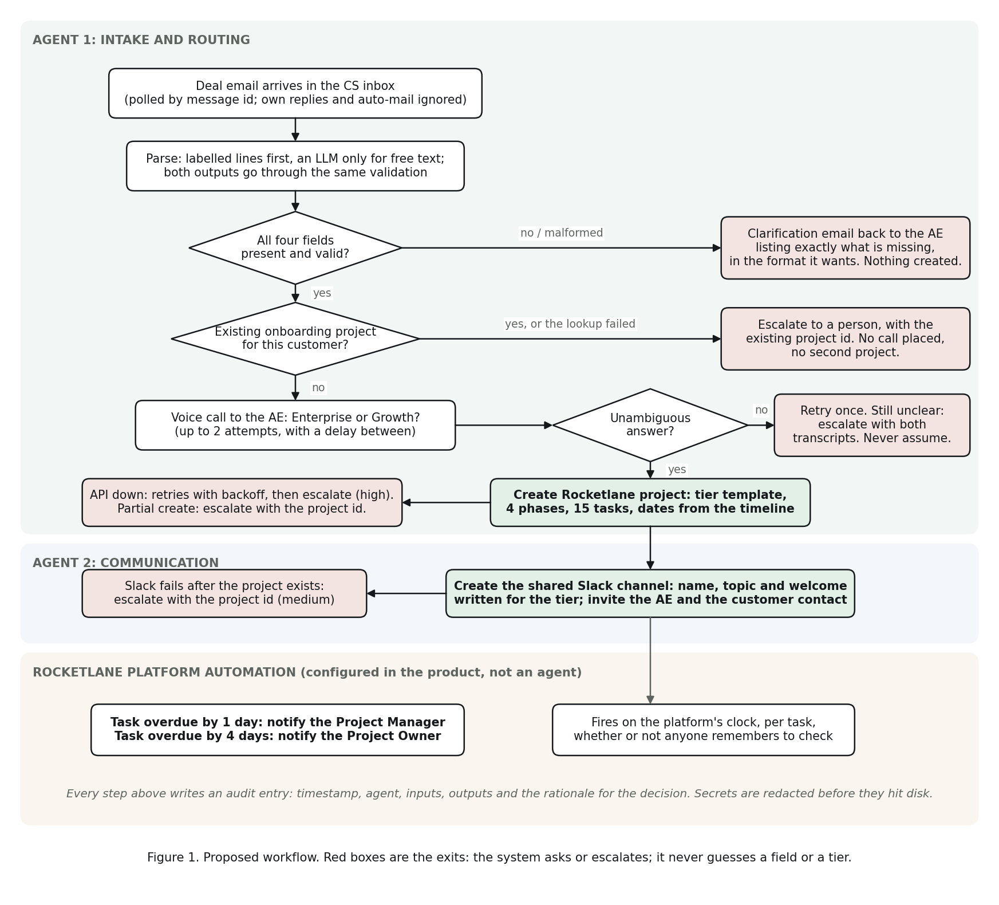 AGENT 1: INTAKE AND ROUTING
Deal email arrives in the CS inbox
(polled by message id; own replies and auto-mail ignored)
Parse: labelled lines first, an LLM only for free text;
both outputs go through the same validation
All four fields
present and valid?
no / malformed
Clarification email back to the AE
listing exactly what is missing,
in the format it wants. Nothing created.
yes
Existing onboarding project
for this customer?
yes, or the lookup failed
Escalate to a person, with the
existing project id. No call placed,
no second project.
no
Voice call to the AE: Enterprise or Growth?
(up to 2 attempts, with a delay between)
Unambiguous
answer?
no
Retry once. Still unclear:
escalate with both
transcripts. Never assume.
yes
API down: retries with backoff, then escalate (high).
Partial create: escalate with the project id.
Create Rocketlane project: tier template,
4 phases, 15 tasks, dates from the timeline
AGENT 2: COMMUNICATION
Slack fails after the project exists:
escalate with the project id (medium)
Create the shared Slack channel: name, topic and welcome
written for the tier; invite the AE and the customer contact
ROCKETLANE PLATFORM AUTOMATION (configured in the product, not an agent)
Task overdue by 1 day: notify the Project Manager
Task overdue by 4 days: notify the Project Owner
Fires on the platform's clock, per task,
whether or not anyone remembers to check
Every step above writes an audit entry: timestamp, agent, inputs, outputs and the rationale for the decision. Secrets are redacted before they hit disk.
Figure 1. Proposed workflow. Red boxes are the exits: the system asks or escalates; it never guesses a field or a tier.